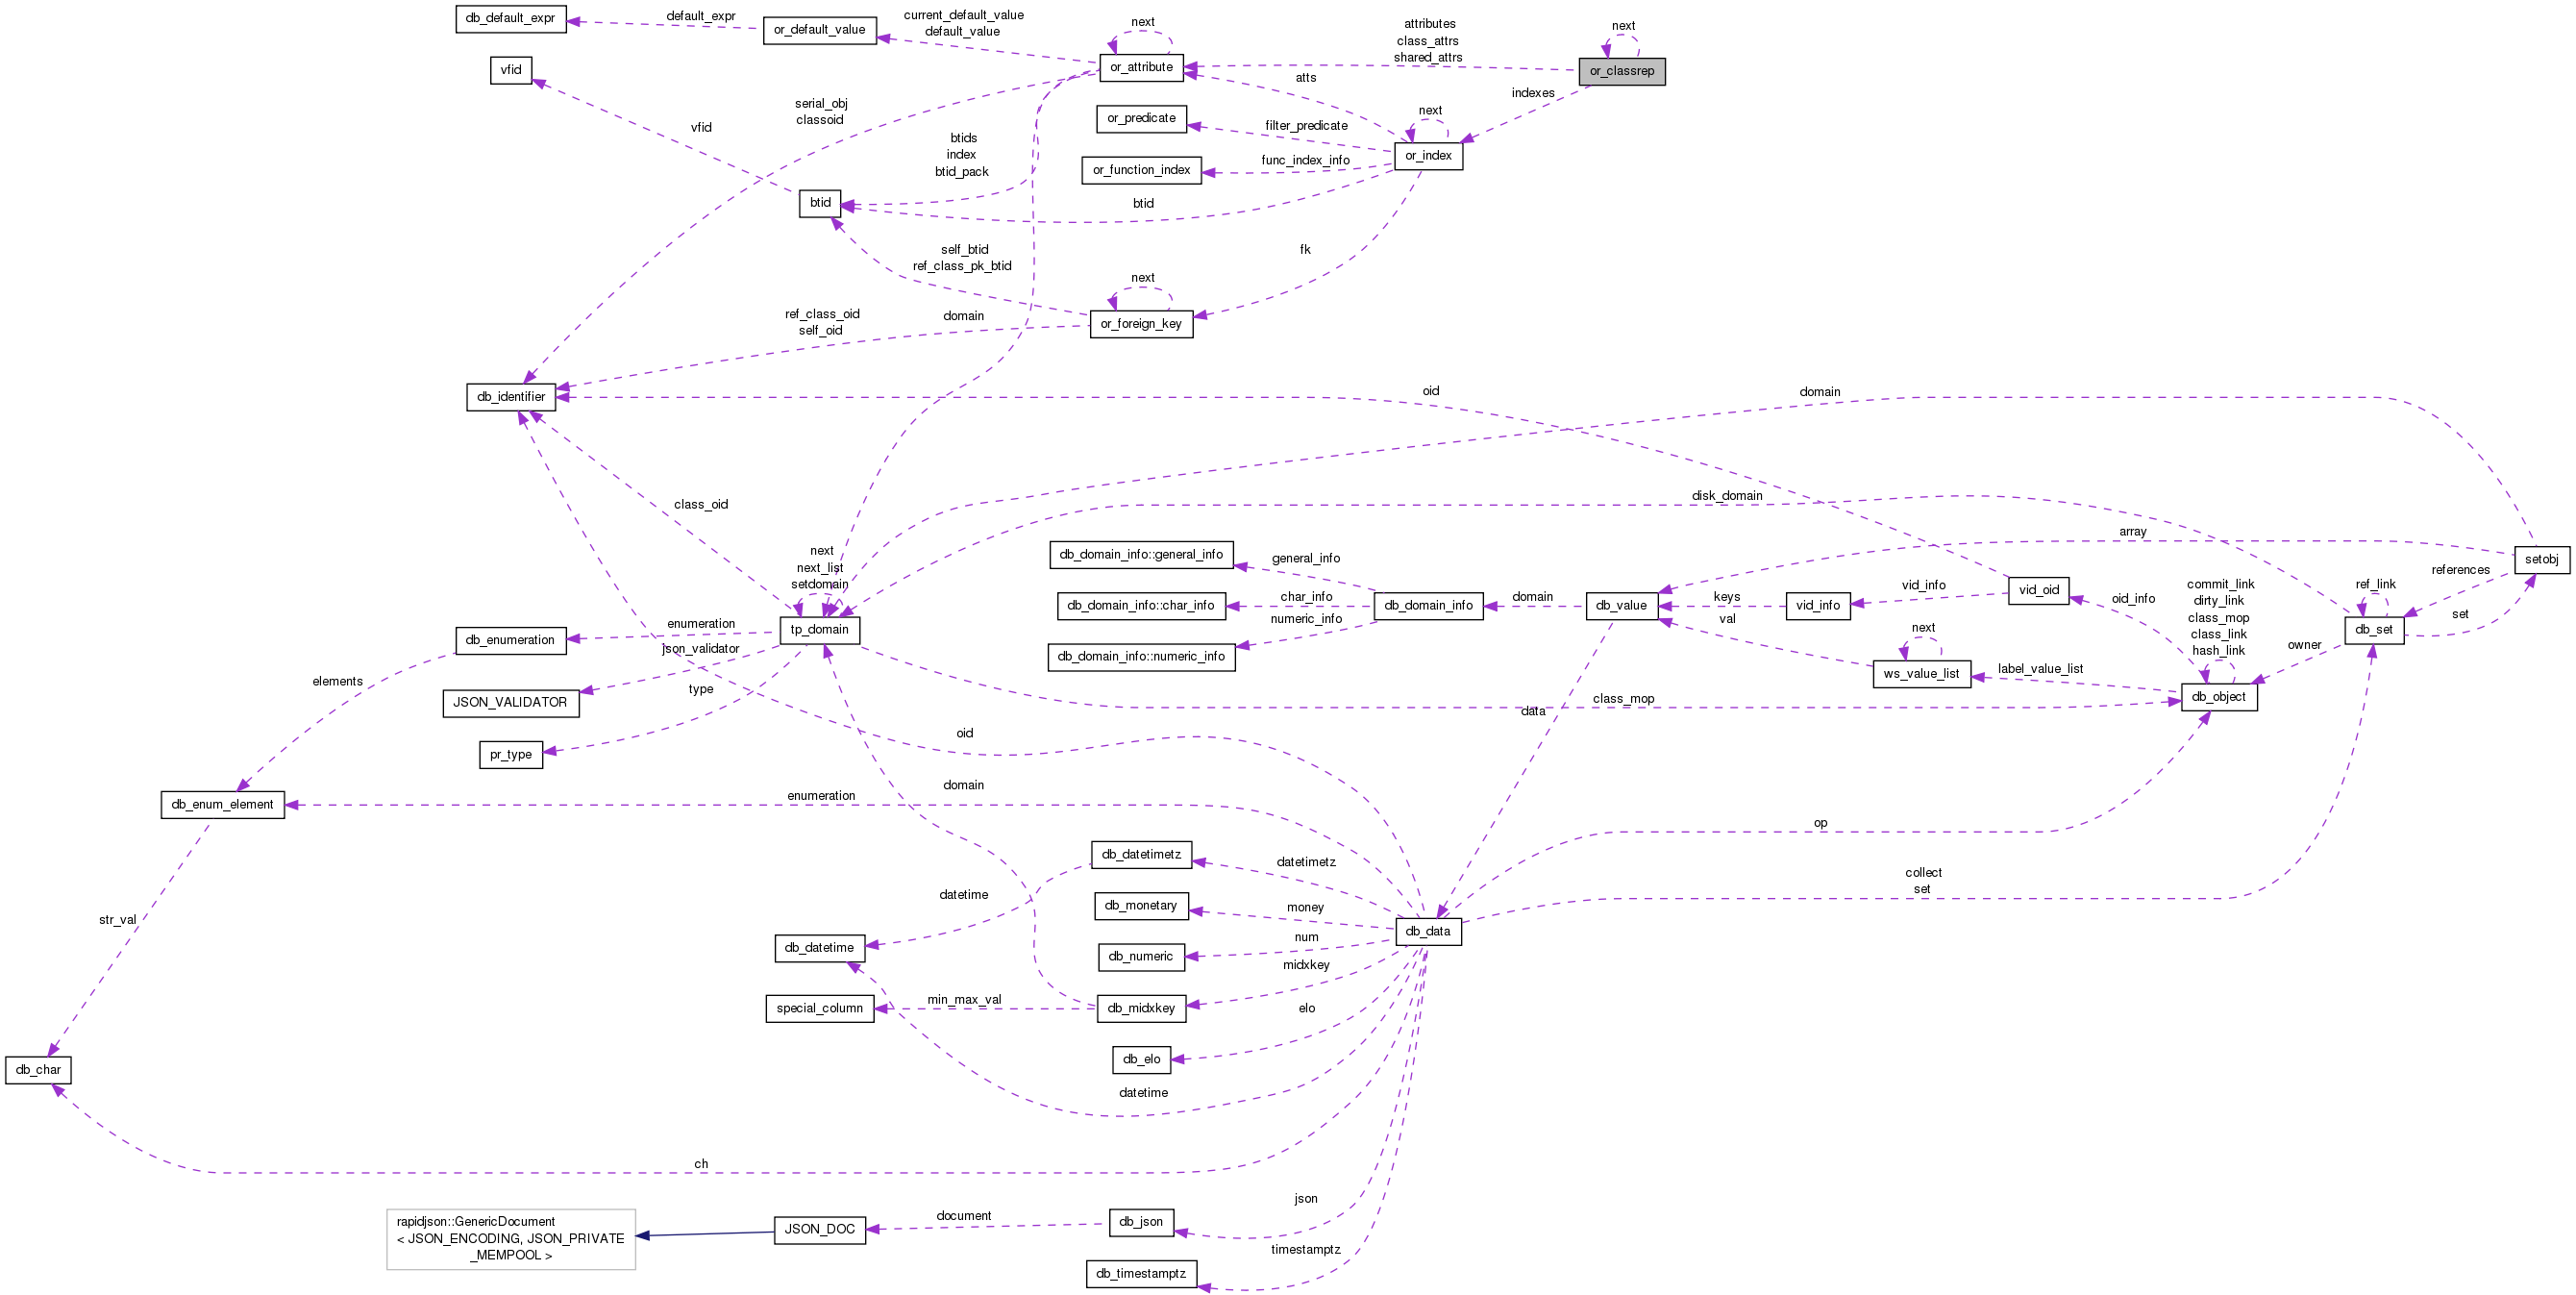 db_default_expr
default_expr
or_default_value
current_default_value
default_value
next
or_attribute
attributes
class_attrs
shared_attrs
next
or_classrep
vfid
atts
indexes
serial_obj
classoid
or_predicate
filter_predicate
next
or_index
vfid
btids
index
btid_pack
or_function_index
func_index_info
btid
btid
self_btid
ref_class_pk_btid
fk
next
ref_class_oid
self_oid
domain
or_foreign_key
db_identifier
oid
domain
class_oid
disk_domain
array
setobj
next
next_list
setdomain
db_domain_info::general_info
general_info
references
commit_link
dirty_link
class_mop
class_link
hash_link
ref_link
vid_info
vid_oid
oid_info
db_domain_info::char_info
char_info
numeric_info
db_domain_info
domain
db_value
keys
val
vid_info
set
enumeration
tp_domain
db_enumeration
json_validator
db_domain_info::numeric_info
next
db_set
owner
elements
type
JSON_VALIDATOR
ws_value_list
label_value_list
db_object
class_mop
data
oid
pr_type
domain
db_enum_element
enumeration
op
db_datetimetz
datetimetz
datetime
db_monetary
money
collect
set
str_val
db_datetime
db_numeric
num
db_data
midxkey
special_column
min_max_val
db_midxkey
elo
db_elo
db_char
datetime
ch
json
rapidjson::GenericDocument
< JSON_ENCODING, JSON_PRIVATE
_MEMPOOL >
JSON_DOC
document
db_json
timestamptz
db_timestamptz